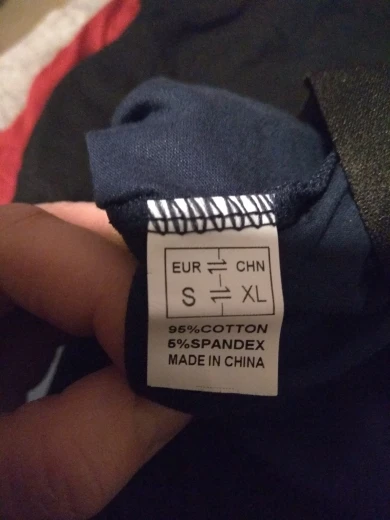 EUR ⇌ CHN
S ⇌ XL
95%COTTON
5%SPANDEX
MADE IN CHINA